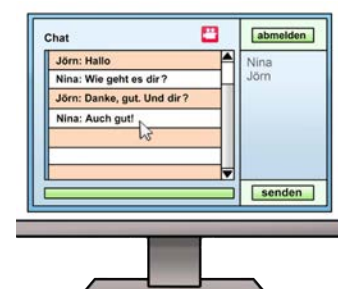 Chat
abmelden
Jörn: Hallo
Nina: Wie geht es dir?
Jörn: Danke, gut. Und dir?
Nina: Auch gut!
Nina
Jörn
senden